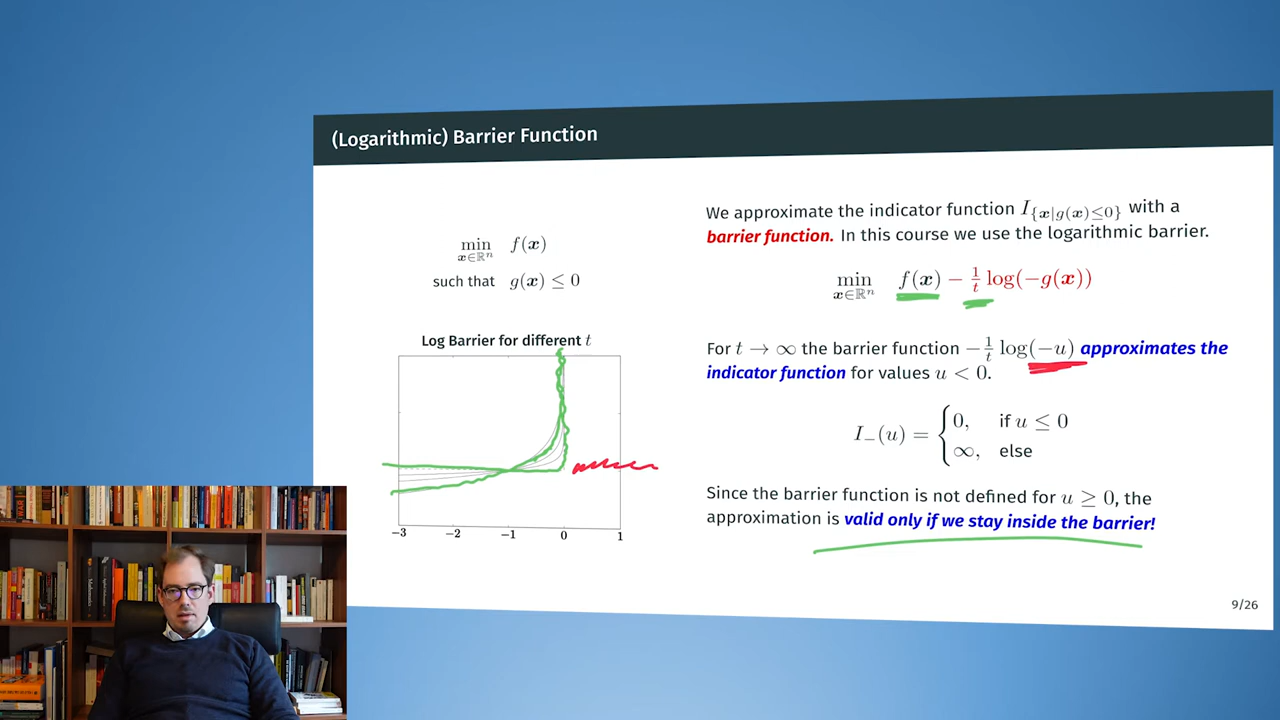 (Logarithmic) Barrier Function
min f(x)
x∈ℝⁿ
such that g(x) ≤ 0
Log Barrier for different t
−3 −2 −1 0 1
We approximate the indicator function I_{x|g(x)≤0} with a
barrier function. In this course we use the logarithmic barrier.
min f(x) − 1/t log(−g(x))
x∈ℝⁿ
For t → ∞ the barrier function −1/t log(−u) approximates the
indicator function for values u < 0.
I₋(u) = { 0, if u ≤ 0
∞, else
Since the barrier function is not defined for u ≥ 0, the
approximation is valid only if we stay inside the barrier!
9/26